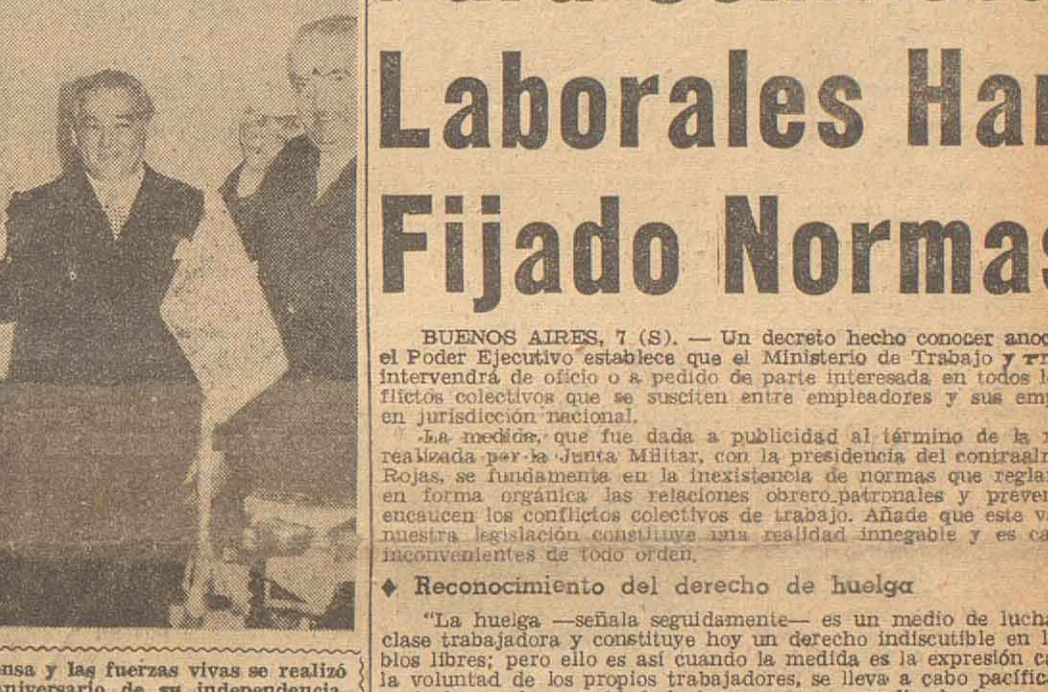 Laborales
Fijado Normas
BUENOS AIRES, 7 (S). — Un decreto hecho conocer
el Poder Ejecutivo establece que el Ministerio de Trabajo y
intervendrá de oficio o a pedido de parte interesada en todos
flictos colectivos que se susciten entre empleadores y sus
en jurisdicción nacional.
La medida, que fue dada a publicidad al término de la
realizada por la Junta Militar, con la presidencia del
Rojas, se fundamenta en la inexistencia de normas que
en forma orgánica las relaciones obrero-patronales y
encaucen los conflictos colectivos de trabajo. Añade que este
nuestra legislación constituye una realidad innegable y es
inconvenientes de todo orden.
♦ Reconocimiento del derecho de huelga
"La huelga —señala seguidamente— es un medio de
clase trabajadora y constituye hoy un derecho indiscutible en
blos libres; pero ello es así cuando la medida es la expresión
la voluntad de los propios trabajadores, se lleva a cabo
nsa y las fuerzas vivas se realizó
niversario de su independencia.